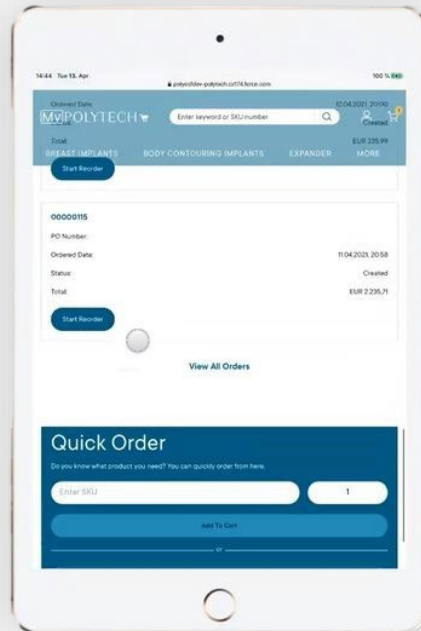 14:44 Tue 13. Apr
100 %
polycoldev-polytech.cs174.force.com
Ordered Date:
12.04.2021, 20:00
My POLYTECH
Enter keyword or SKU number
Created
Total:
EUR 235,99
BREAST IMPLANTS BODY CONTOURING IMPLANTS EXPANDER MORE
Start Reorder
00000115
PO Number:
Ordered Date:
11.04.2021, 20:58
Status:
Created
Total:
EUR 2.235,71
Start Reorder
View All Orders
Quick Order
Do you know what product you need? You can quickly order from here.
Enter SKU
1
Add To Cart
or